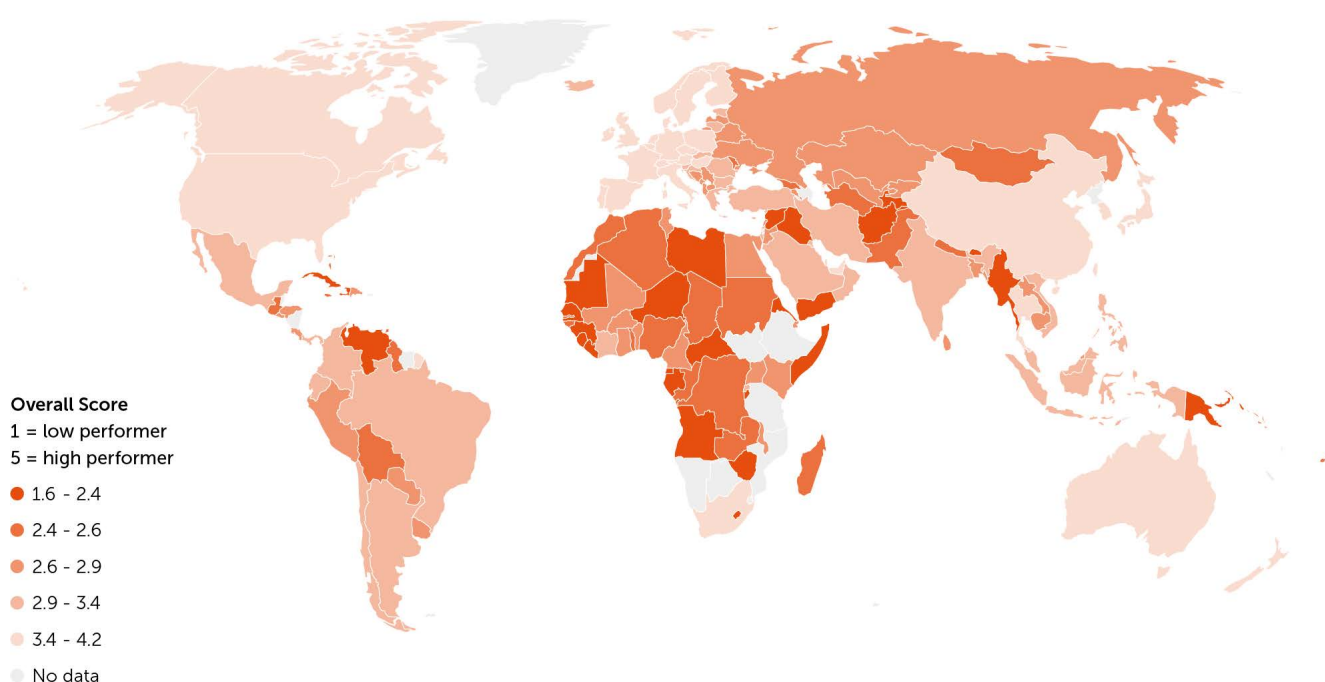 Overall Score
1 = low performer
5 = high performer
1.6 - 2.4
2.4 - 2.6
2.6 - 2.9
2.9 - 3.4
3.4 - 4.2
No data